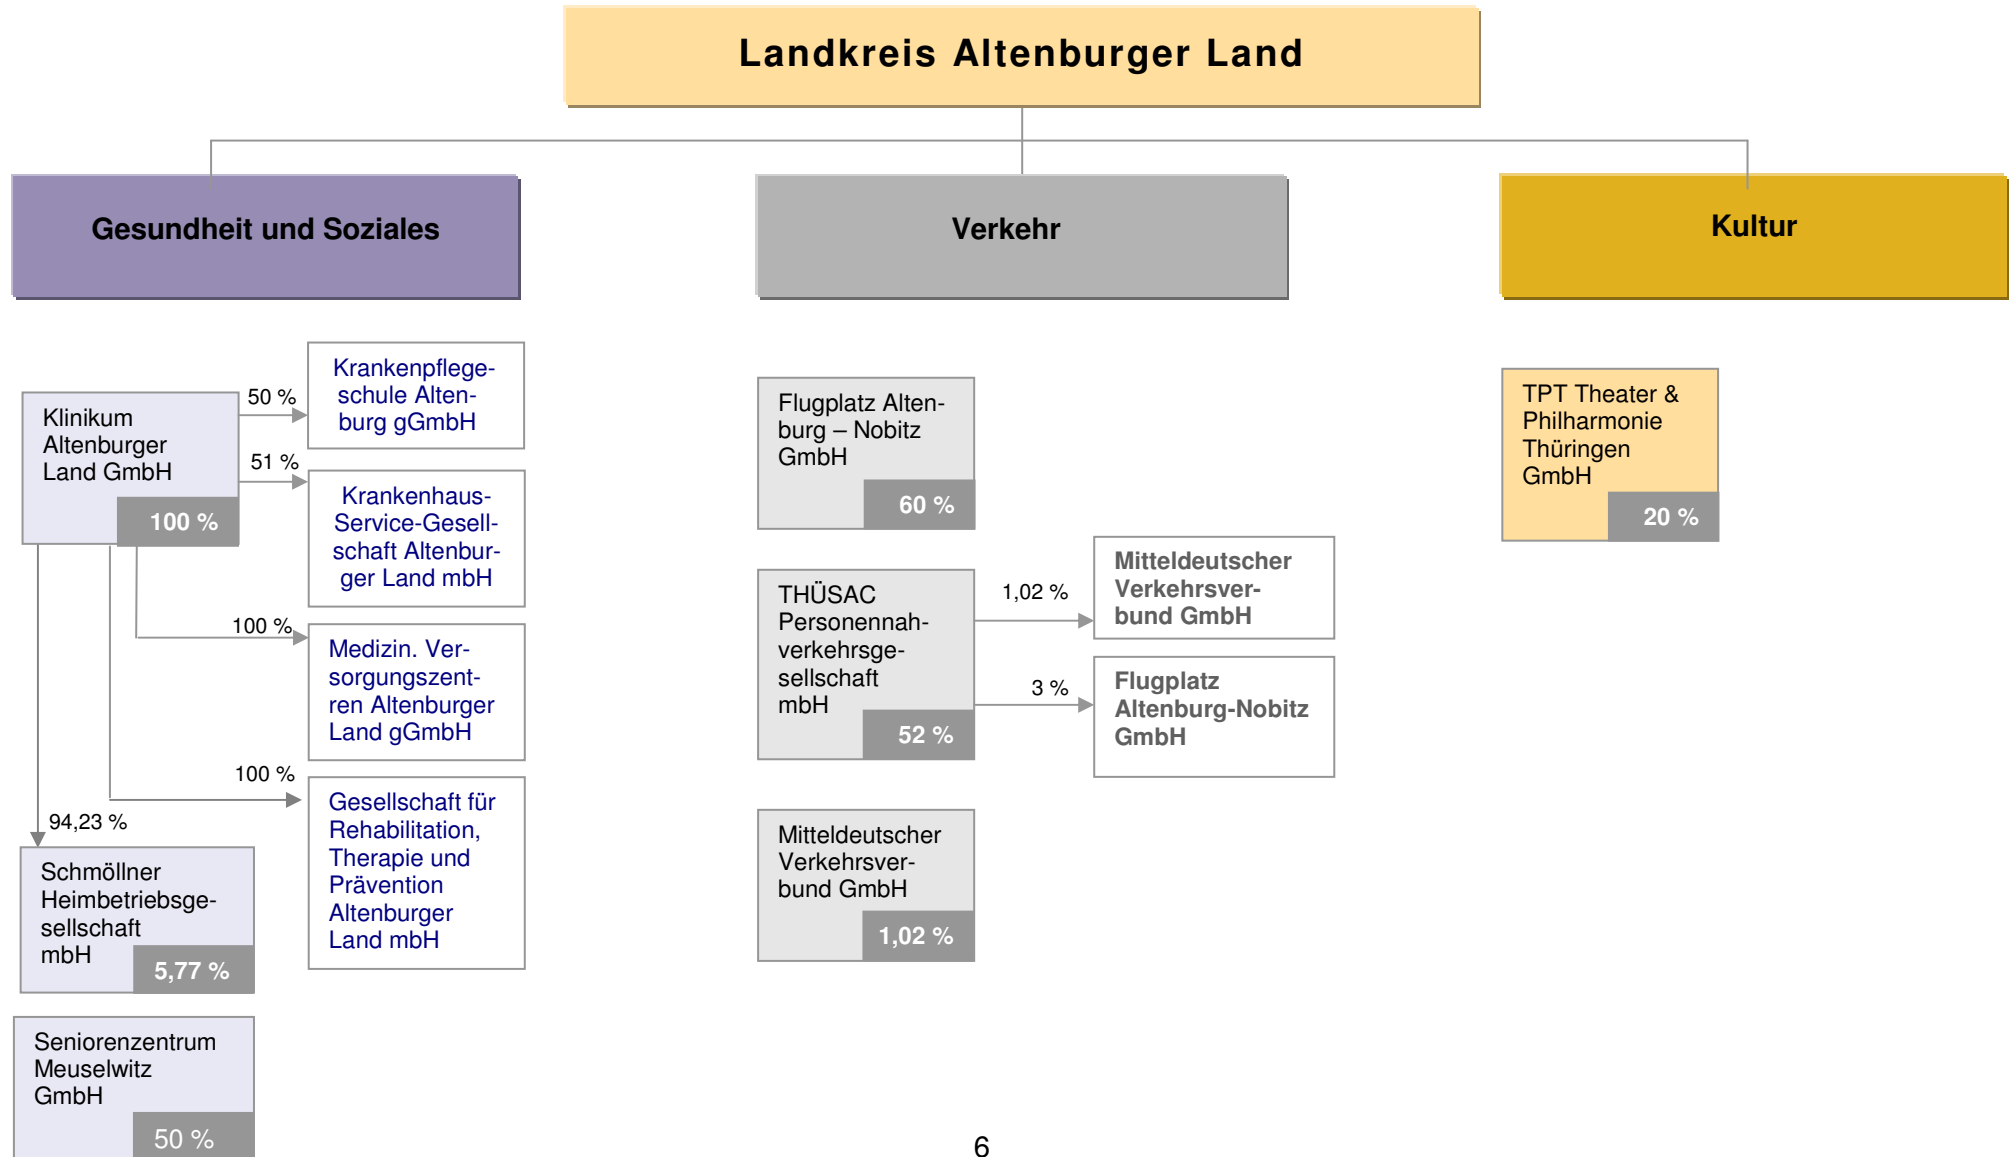 Landkreis Altenburger Land
Gesundheit und Soziales
Verkehr
Kultur
Klinikum
Altenburger
Land GmbH
100 %
50 %
Krankenpflege-
schule Alten-
burg gGmbH
51 %
Krankenhaus-
Service-Gesell-
schaft Altenbur-
ger Land mbH
100 %
Medizin. Ver-
sorgungszent-
ren Altenburger
Land gGmbH
100 %
Gesellschaft für
Rehabilitation,
Therapie und
Prävention
Altenburger
Land mbH
94,23 %
Schmöllner
Heimbetriebsge-
sellschaft
mbH
5,77 %
Seniorenzentrum
Meuselwitz
GmbH
50 %
Flugplatz Alten-
burg – Nobitz
GmbH
60 %
THÜSAC
Personennah-
verkehrsge-
sellschaft
mbH
52 %
1,02 %
Mitteldeutscher
Verkehrsver-
bund GmbH
3 %
Flugplatz
Altenburg-Nobitz
GmbH
Mitteldeutscher
Verkehrsver-
bund GmbH
1,02 %
TPT Theater &
Philharmonie
Thüringen
GmbH
20 %
6